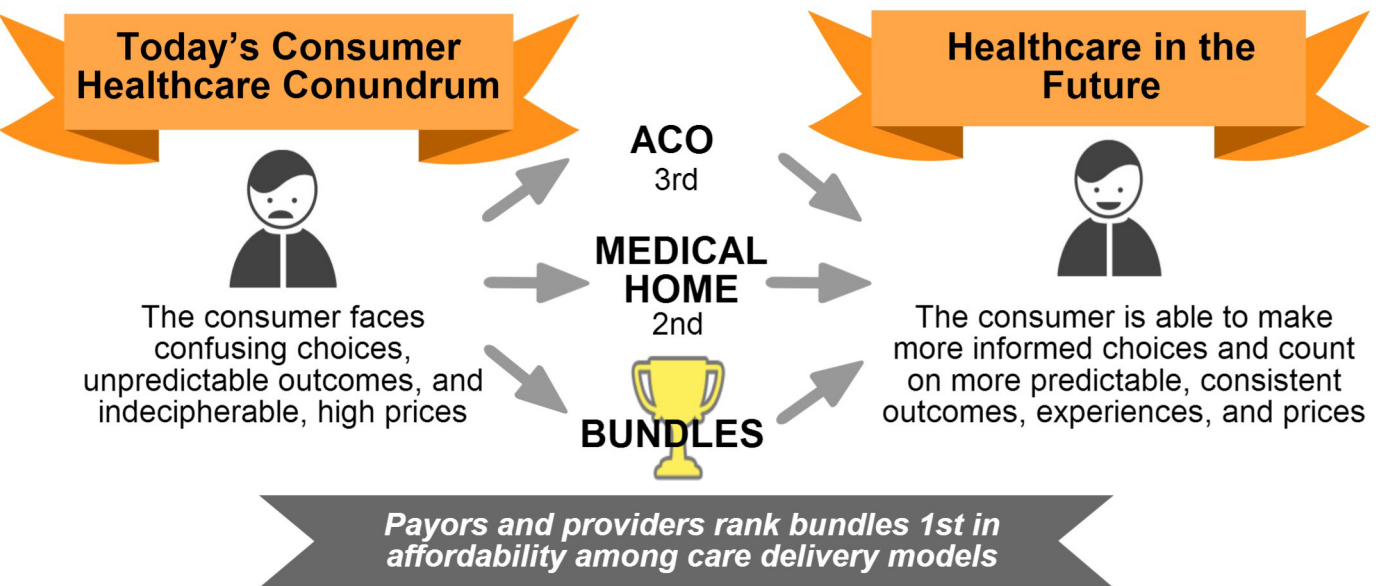 Today's Consumer
Healthcare Conundrum
The consumer faces
confusing choices,
unpredictable outcomes, and
indecipherable, high prices
ACO
3rd
MEDICAL
HOME
2nd
BUNDLES
Healthcare in the
Future
The consumer is able to make
more informed choices and count
on more predictable, consistent
outcomes, experiences, and prices
Payors and providers rank bundles 1st in
affordability among care delivery models